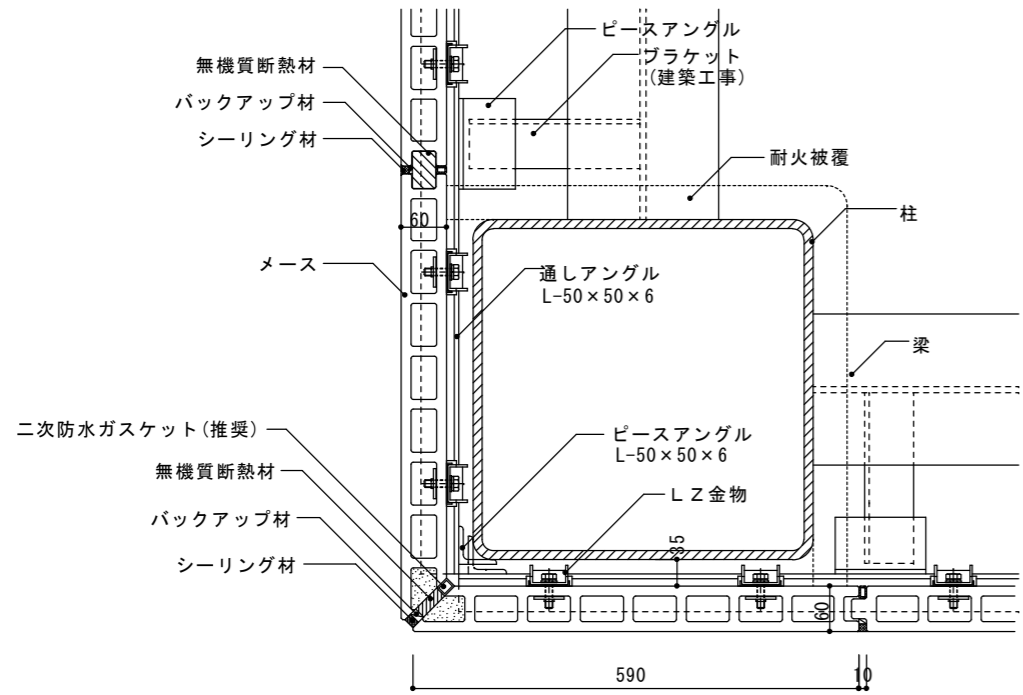 ピースアングル
ブラケット
(建築工事)
無機質断熱材
バックアップ材
シーリング材
耐火被覆
柱
60
メース
通しアングル
L-50×50×6
梁
二次防水ガスケット(推奨)
ピースアングル
L-50×50×6
無機質断熱材
ＬＺ金物
バックアップ材
35
シーリング材
60
590
10